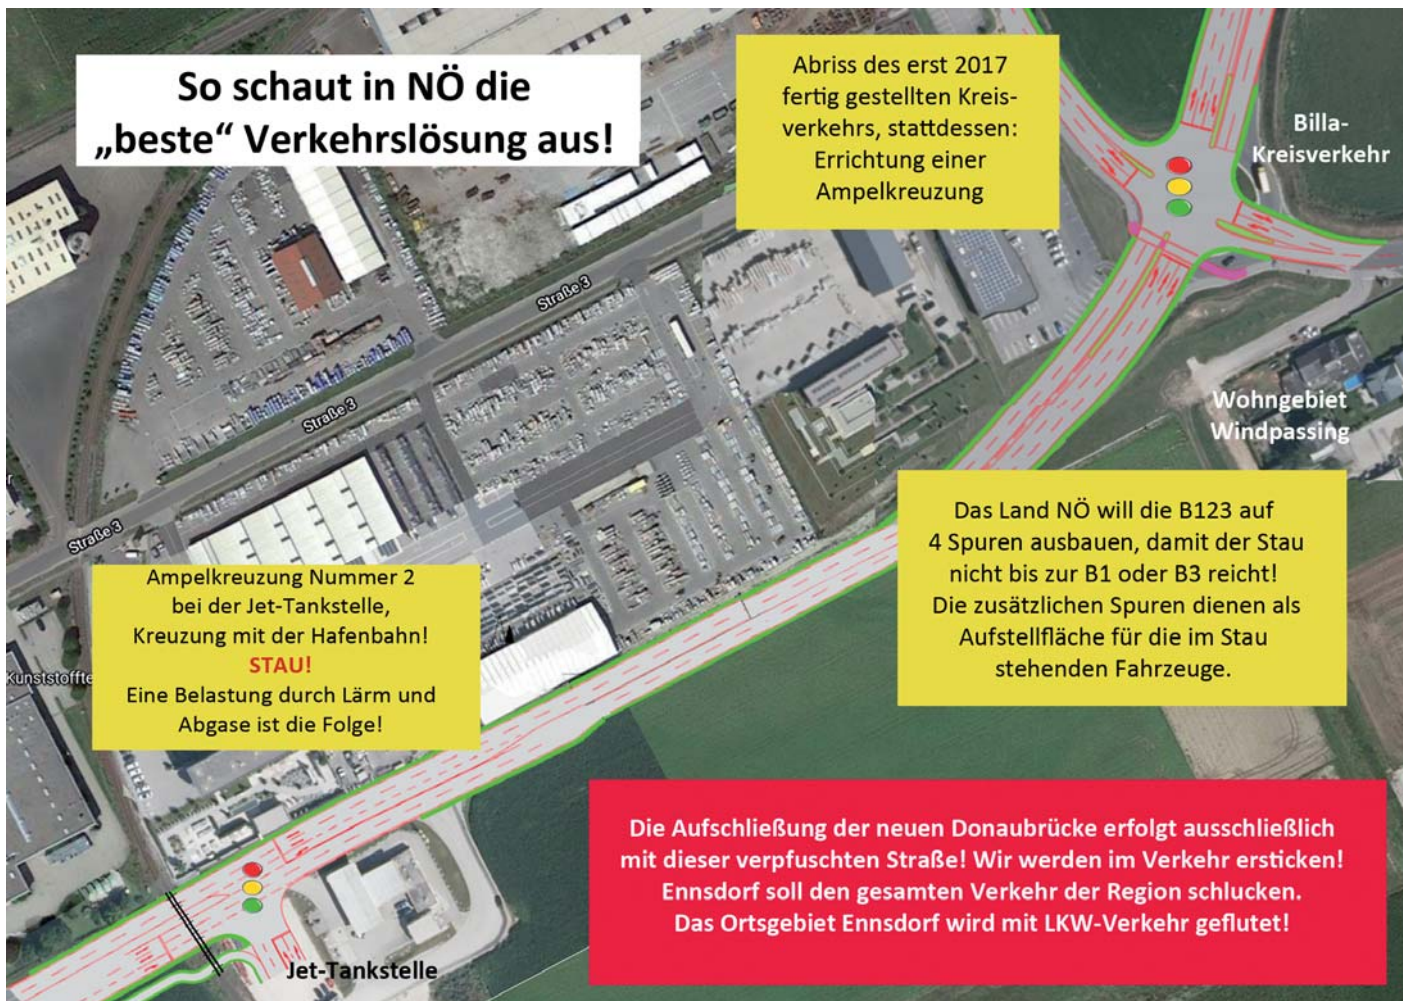 So schaut in NÖ die
„beste“ Verkehrslösung aus!
Abriss des erst 2017
fertig gestellten Kreis-
verkehrs, stattdessen:
Errichtung einer
Ampelkreuzung
Billa-
Kreisverkehr
Straße 3
Straße 3
Straße 3
Wohngebiet
Windpassing
Das Land NÖ will die B123 auf
4 Spuren ausbauen, damit der Stau
nicht bis zur B1 oder B3 reicht!
Die zusätzlichen Spuren dienen als
Aufstellfläche für die im Stau
stehenden Fahrzeuge.
Ampelkreuzung Nummer 2
bei der Jet-Tankstelle,
Kreuzung mit der Hafenbahn!
STAU!
Eine Belastung durch Lärm und
Abgase ist die Folge!
Kunststoffte
Die Aufschließung der neuen Donaubrücke erfolgt ausschließlich
mit dieser verpfuschten Straße! Wir werden im Verkehr ersticken!
Ennsdorf soll den gesamten Verkehr der Region schlucken.
Das Ortsgebiet Ennsdorf wird mit LKW-Verkehr geflutet!
Jet-Tankstelle